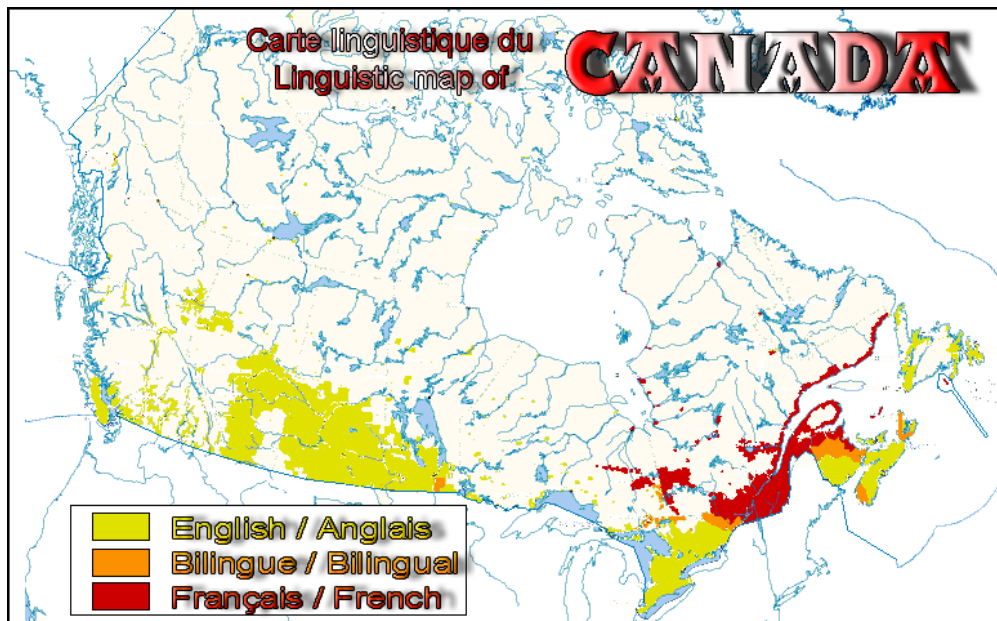 Carte linguistique du
Linguistic map of
CANADA
English / Anglais
Bilingue / Bilingual
Français / French